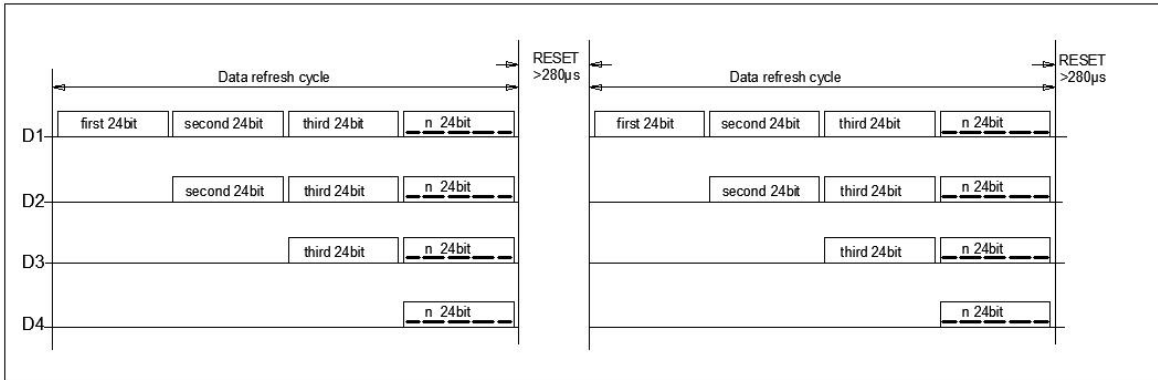 RESET
>280μs
Data refresh cycle
RESET
>280μs
Data refresh cycle
D1
first 24bit
second 24bit
third 24bit
n 24bit
first 24bit
second 24bit
third 24bit
n 24bit
D2
second 24bit
third 24bit
n 24bit
second 24bit
third 24bit
n 24bit
D3
third 24bit
n 24bit
third 24bit
n 24bit
D4
n 24bit
n 24bit